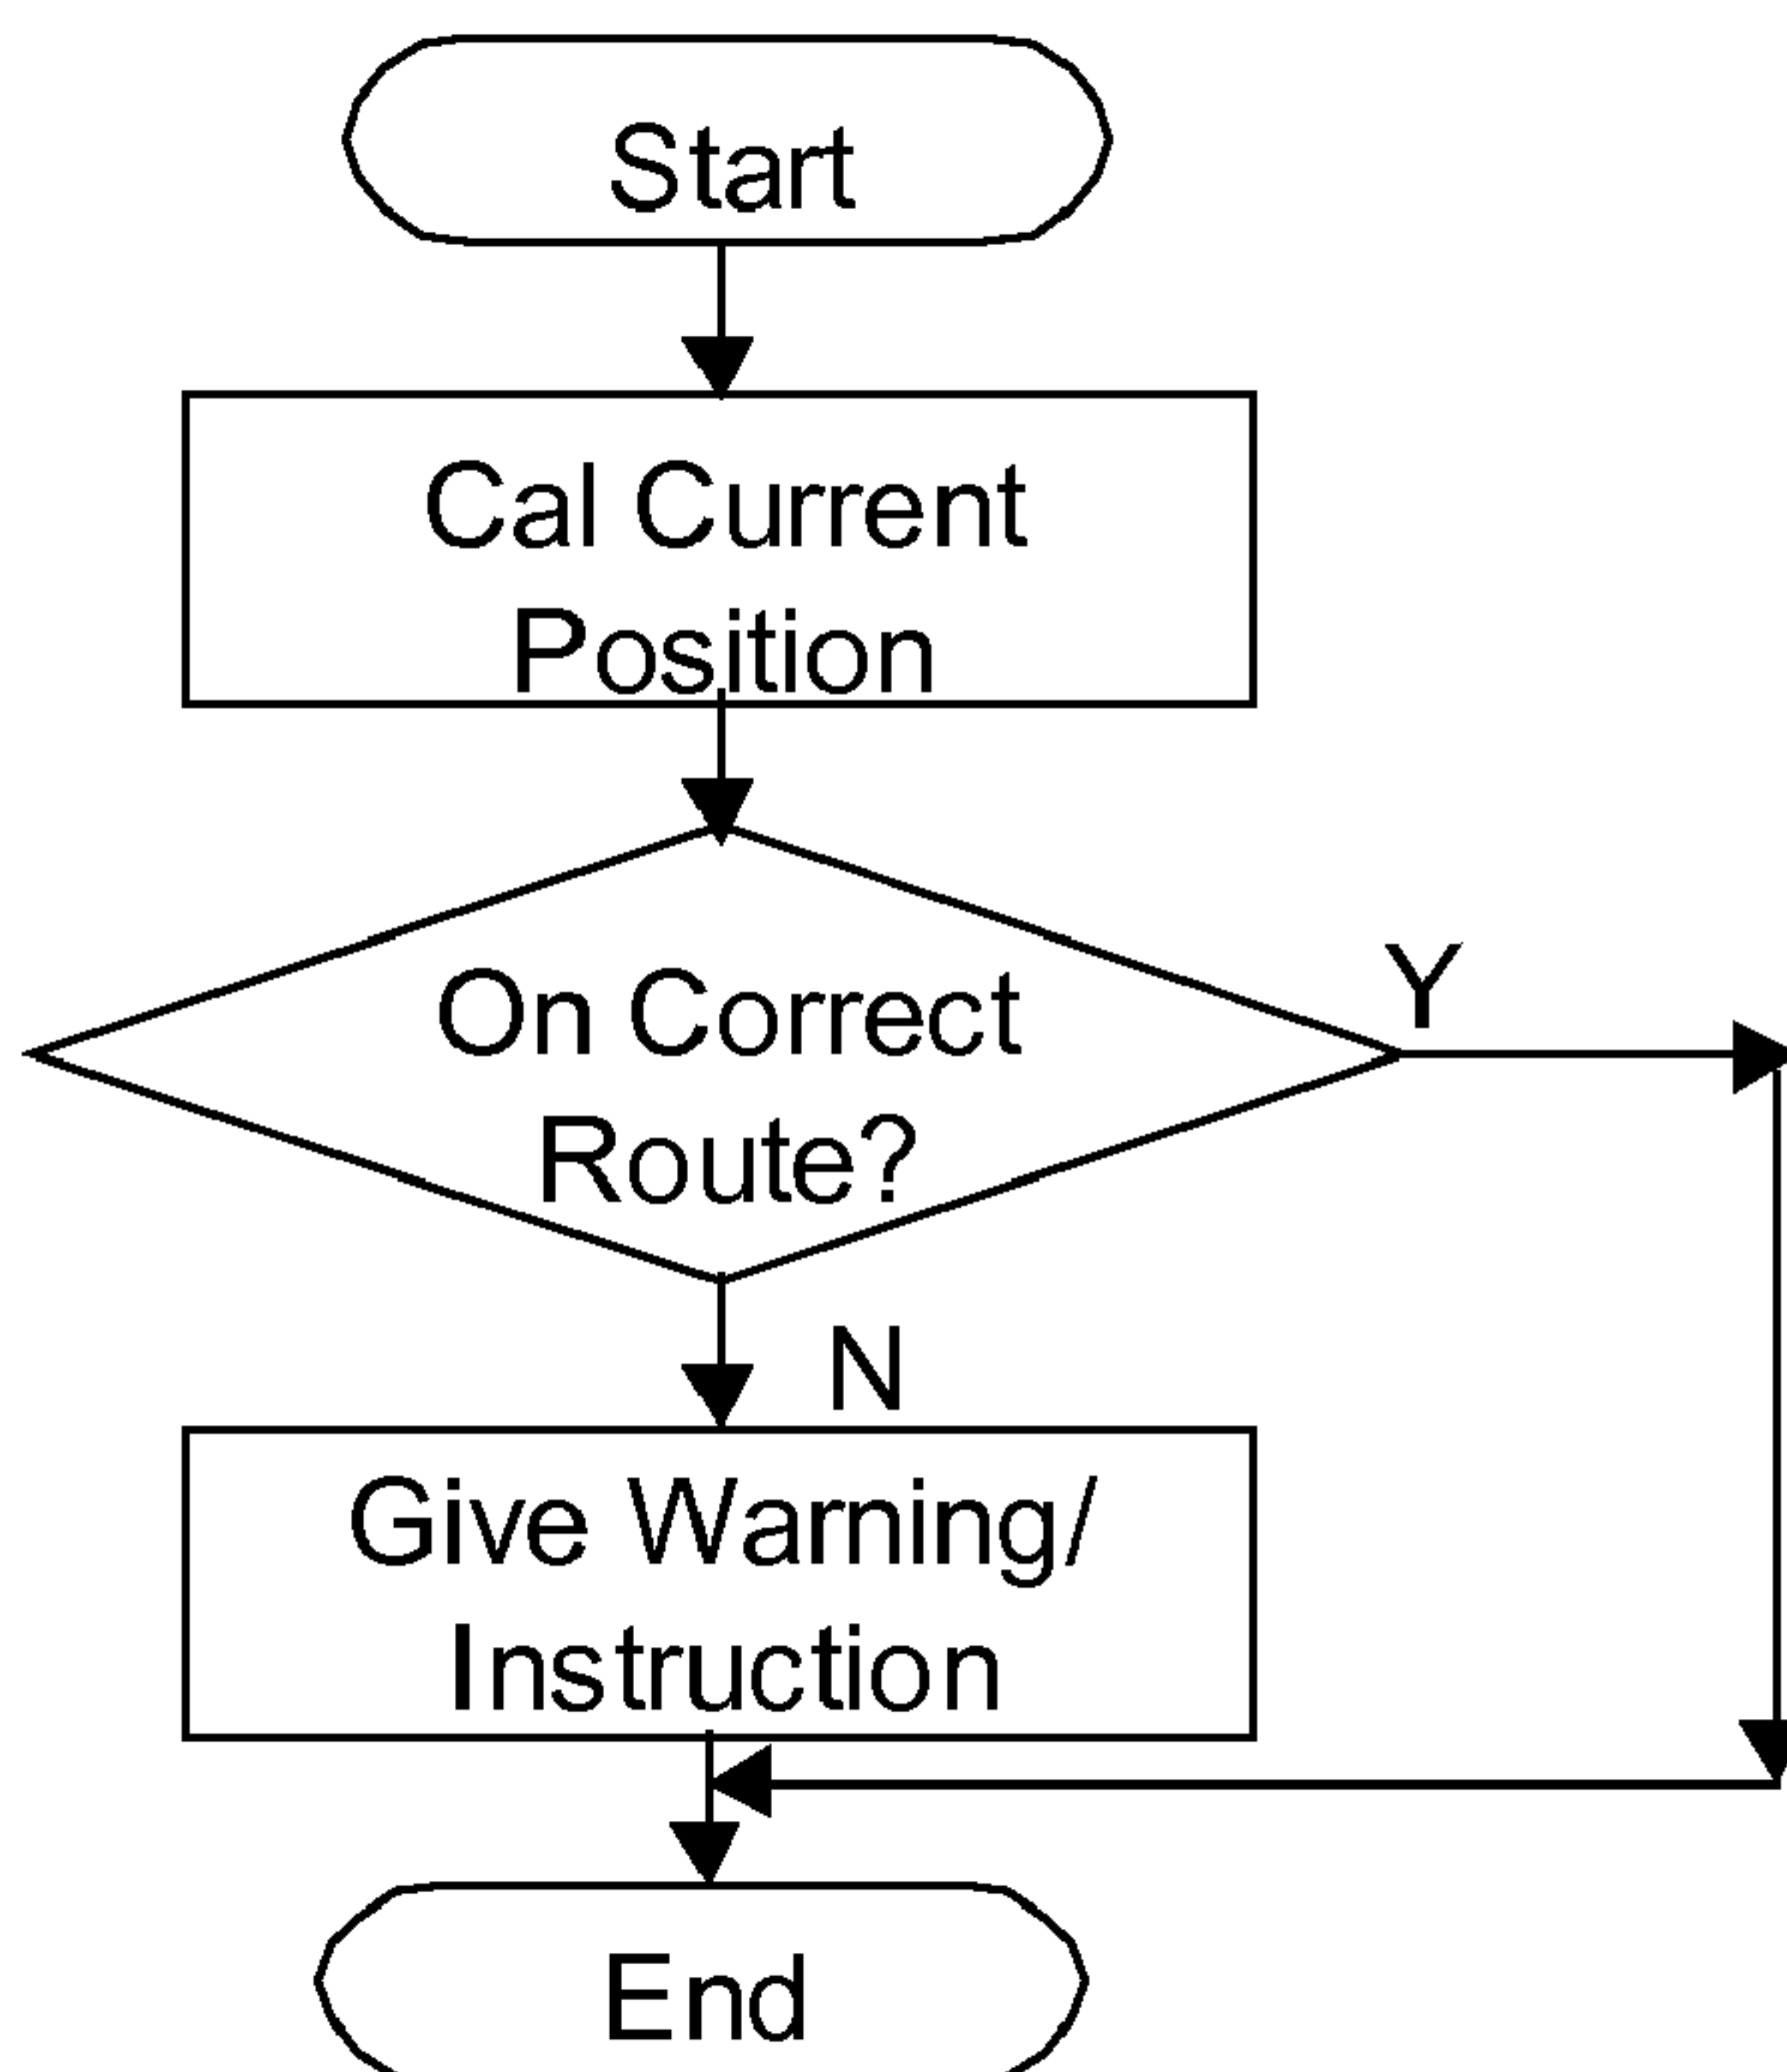 Start
Cal Current
Position
On Correct
Route?
Y
N
Give Warning/
Instruction
End